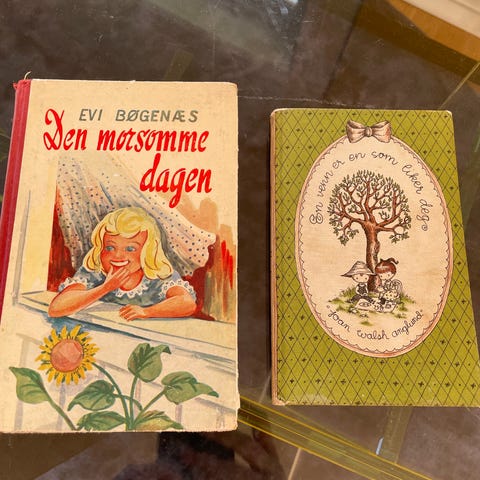 EVI BØGENÆS
Den morsomme
dagen
En venn er en som liker deg
Joan Walsh Anglund